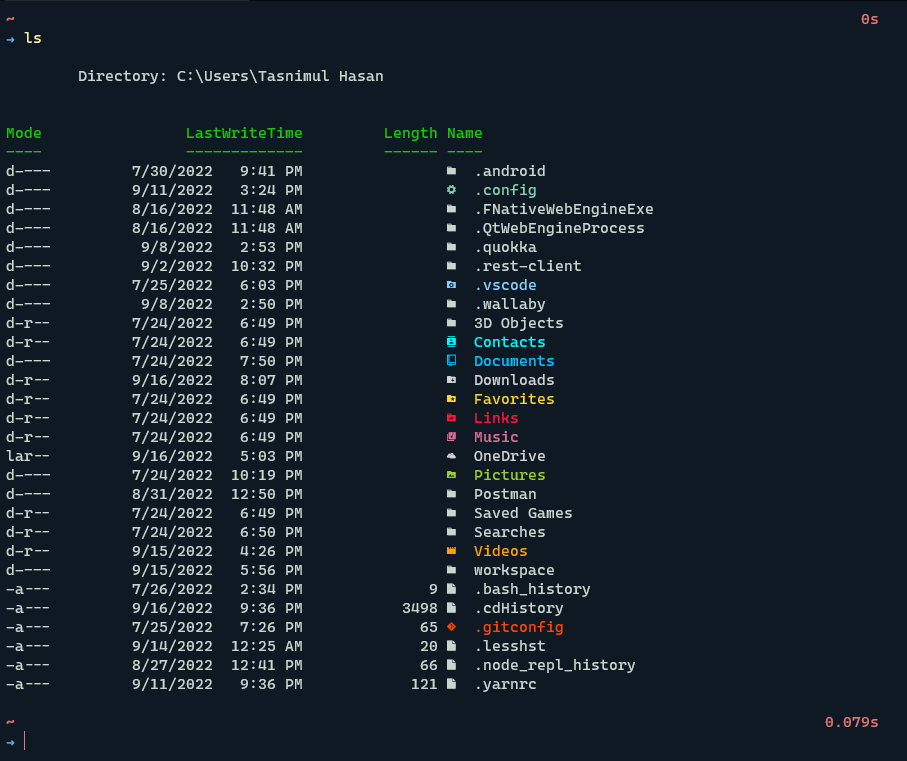 ~ 0s
→ ls
Directory: C:\Users\Tasnimul Hasan
Mode LastWriteTime Length Name
---- ------------- ------ ----
d---- 7/30/2022 9:41 PM .android
d---- 9/11/2022 3:24 PM .config
d---- 8/16/2022 11:48 AM .FNativeWebEngineExe
d---- 8/16/2022 11:48 AM .QtWebEngineProcess
d---- 9/8/2022 2:53 PM .quokka
d---- 9/2/2022 10:32 PM .rest-client
d---- 7/25/2022 6:03 PM .vscode
d---- 9/8/2022 2:50 PM .wallaby
d-r-- 7/24/2022 6:49 PM 3D Objects
d-r-- 7/24/2022 6:49 PM Contacts
d---- 7/24/2022 7:50 PM Documents
d-r-- 9/16/2022 8:07 PM Downloads
d-r-- 7/24/2022 6:49 PM Favorites
d-r-- 7/24/2022 6:49 PM Links
d-r-- 7/24/2022 6:49 PM Music
lar-- 9/16/2022 5:03 PM OneDrive
d---- 7/24/2022 10:19 PM Pictures
d---- 8/31/2022 12:50 PM Postman
d-r-- 7/24/2022 6:49 PM Saved Games
d-r-- 7/24/2022 6:50 PM Searches
d-r-- 9/15/2022 4:26 PM Videos
d---- 9/15/2022 5:56 PM workspace
-a--- 7/26/2022 2:34 PM 9 .bash_history
-a--- 9/16/2022 9:36 PM 3498 .cdHistory
-a--- 7/25/2022 7:26 PM 65 .gitconfig
-a--- 9/14/2022 12:25 AM 20 .lesshst
-a--- 8/27/2022 12:41 PM 66 .node_repl_history
-a--- 9/11/2022 9:36 PM 121 .yarnrc
~ 0.079s
→